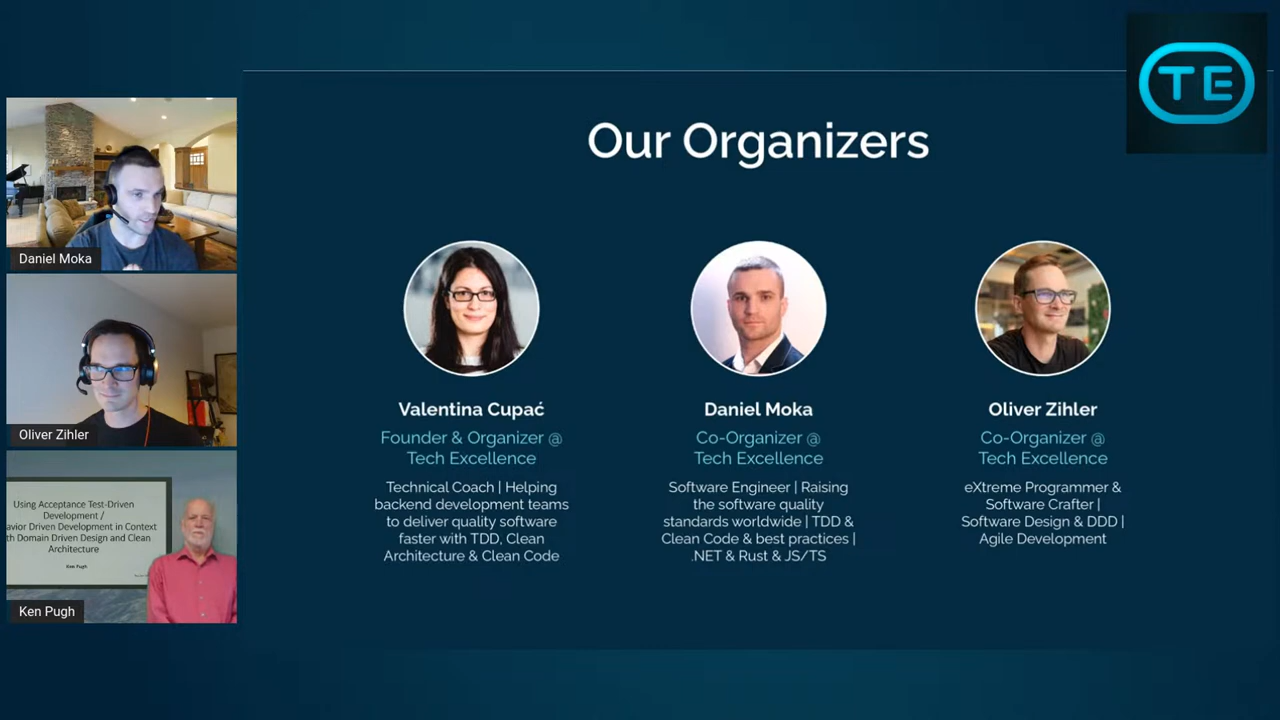 TE
Our Organizers
Daniel Moka
Oliver Zihler
Using Acceptance Test-Driven
Development /
avior Driven Development in Context
th Domain Driven Design and Clean
Architecture
Ken Pugh
Ken Pugh
Valentina Cupać
Founder & Organizer @
Tech Excellence
Technical Coach | Helping
backend development teams
to deliver quality software
faster with TDD, Clean
Architecture & Clean Code
Daniel Moka
Co-Organizer @
Tech Excellence
Software Engineer | Raising
the software quality
standards worldwide | TDD &
Clean Code & best practices |
.NET & Rust & JS/TS
Oliver Zihler
Co-Organizer @
Tech Excellence
eXtreme Programmer &
Software Crafter |
Software Design & DDD |
Agile Development